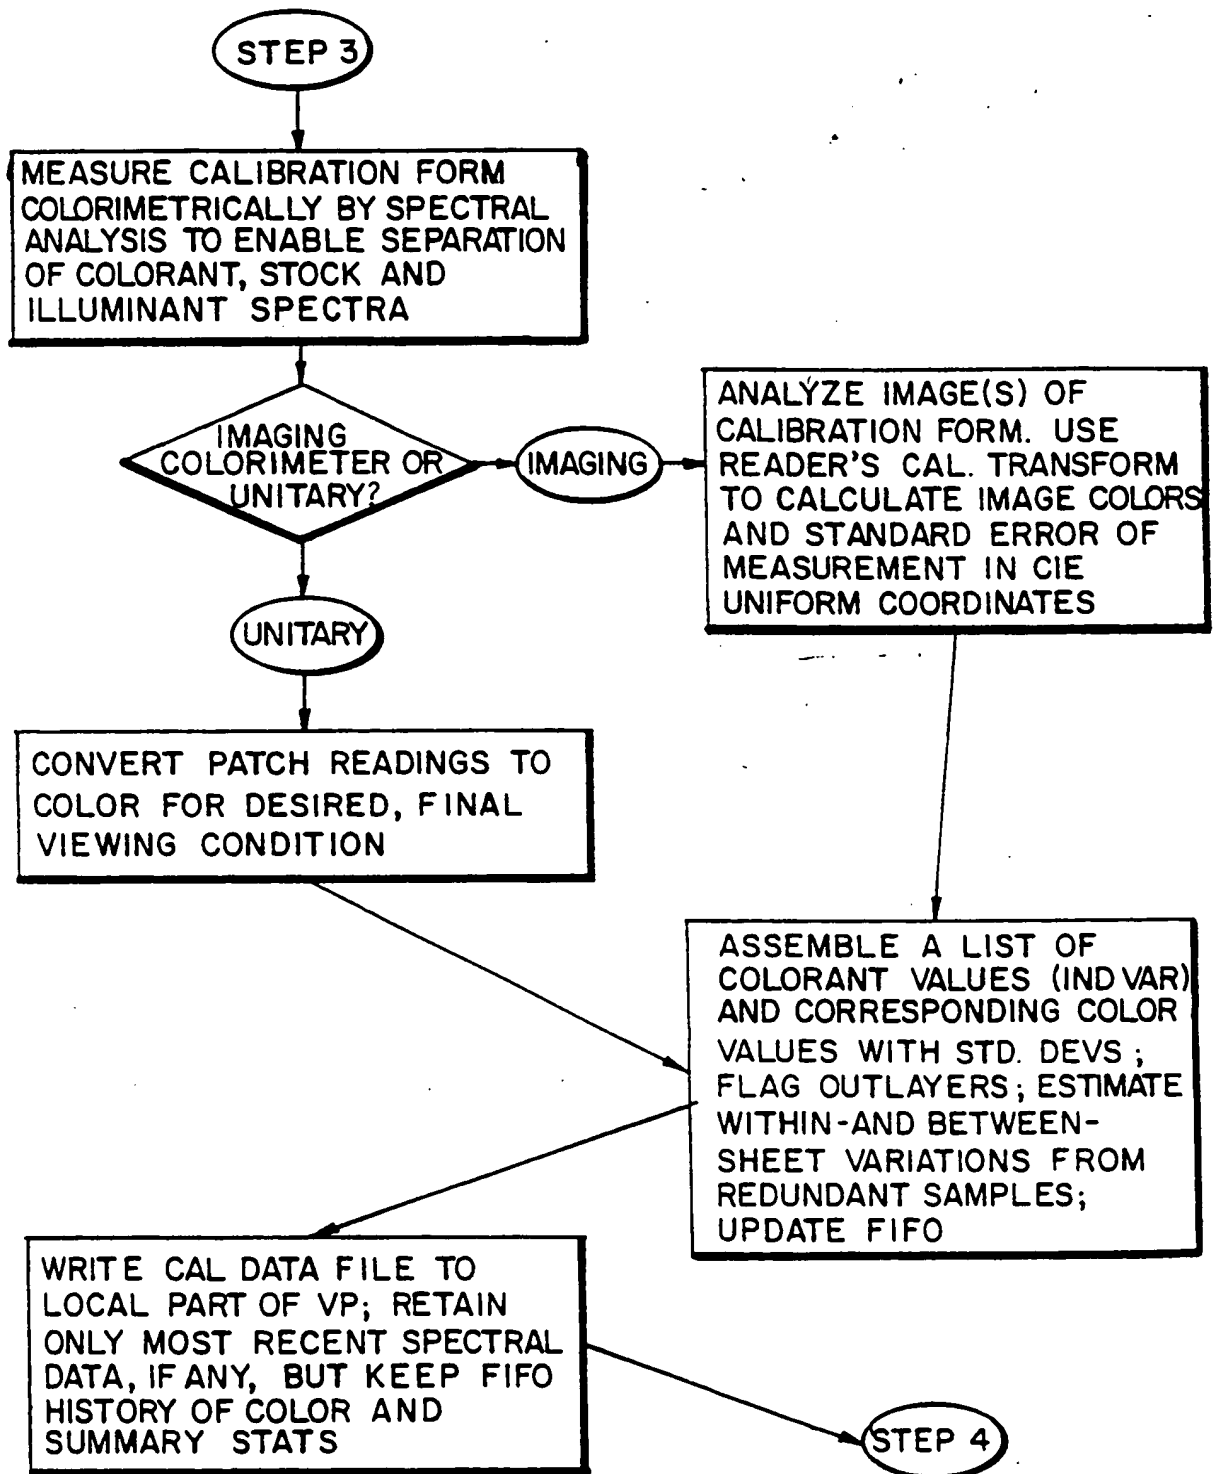 STEP 3
MEASURE CALIBRATION FORM
COLORIMETRICALLY BY SPECTRAL
ANALYSIS TO ENABLE SEPARATION
OF COLORANT, STOCK AND
ILLUMINANT SPECTRA
IMAGING
COLORIMETER OR
UNITARY?
IMAGING
ANALYZE IMAGE(S) OF
CALIBRATION FORM. USE
READER'S CAL. TRANSFORM
TO CALCULATE IMAGE COLORS
AND STANDARD ERROR OF
MEASUREMENT IN CIE
UNIFORM COORDINATES
UNITARY
CONVERT PATCH READINGS TO
COLOR FOR DESIRED, FINAL
VIEWING CONDITION
ASSEMBLE A LIST OF
COLORANT VALUES (IND VAR)
AND CORRESPONDING COLOR
VALUES WITH STD. DEVS ;
FLAG OUTLAYERS; ESTIMATE
WITHIN-AND BETWEEN-
SHEET VARIATIONS FROM
REDUNDANT SAMPLES;
UPDATE FIFO
WRITE CAL DATA FILE TO
LOCAL PART OF VP; RETAIN
ONLY MOST RECENT SPECTRAL
DATA, IF ANY, BUT KEEP FIFO
HISTORY OF COLOR AND
SUMMARY STATS
STEP 4